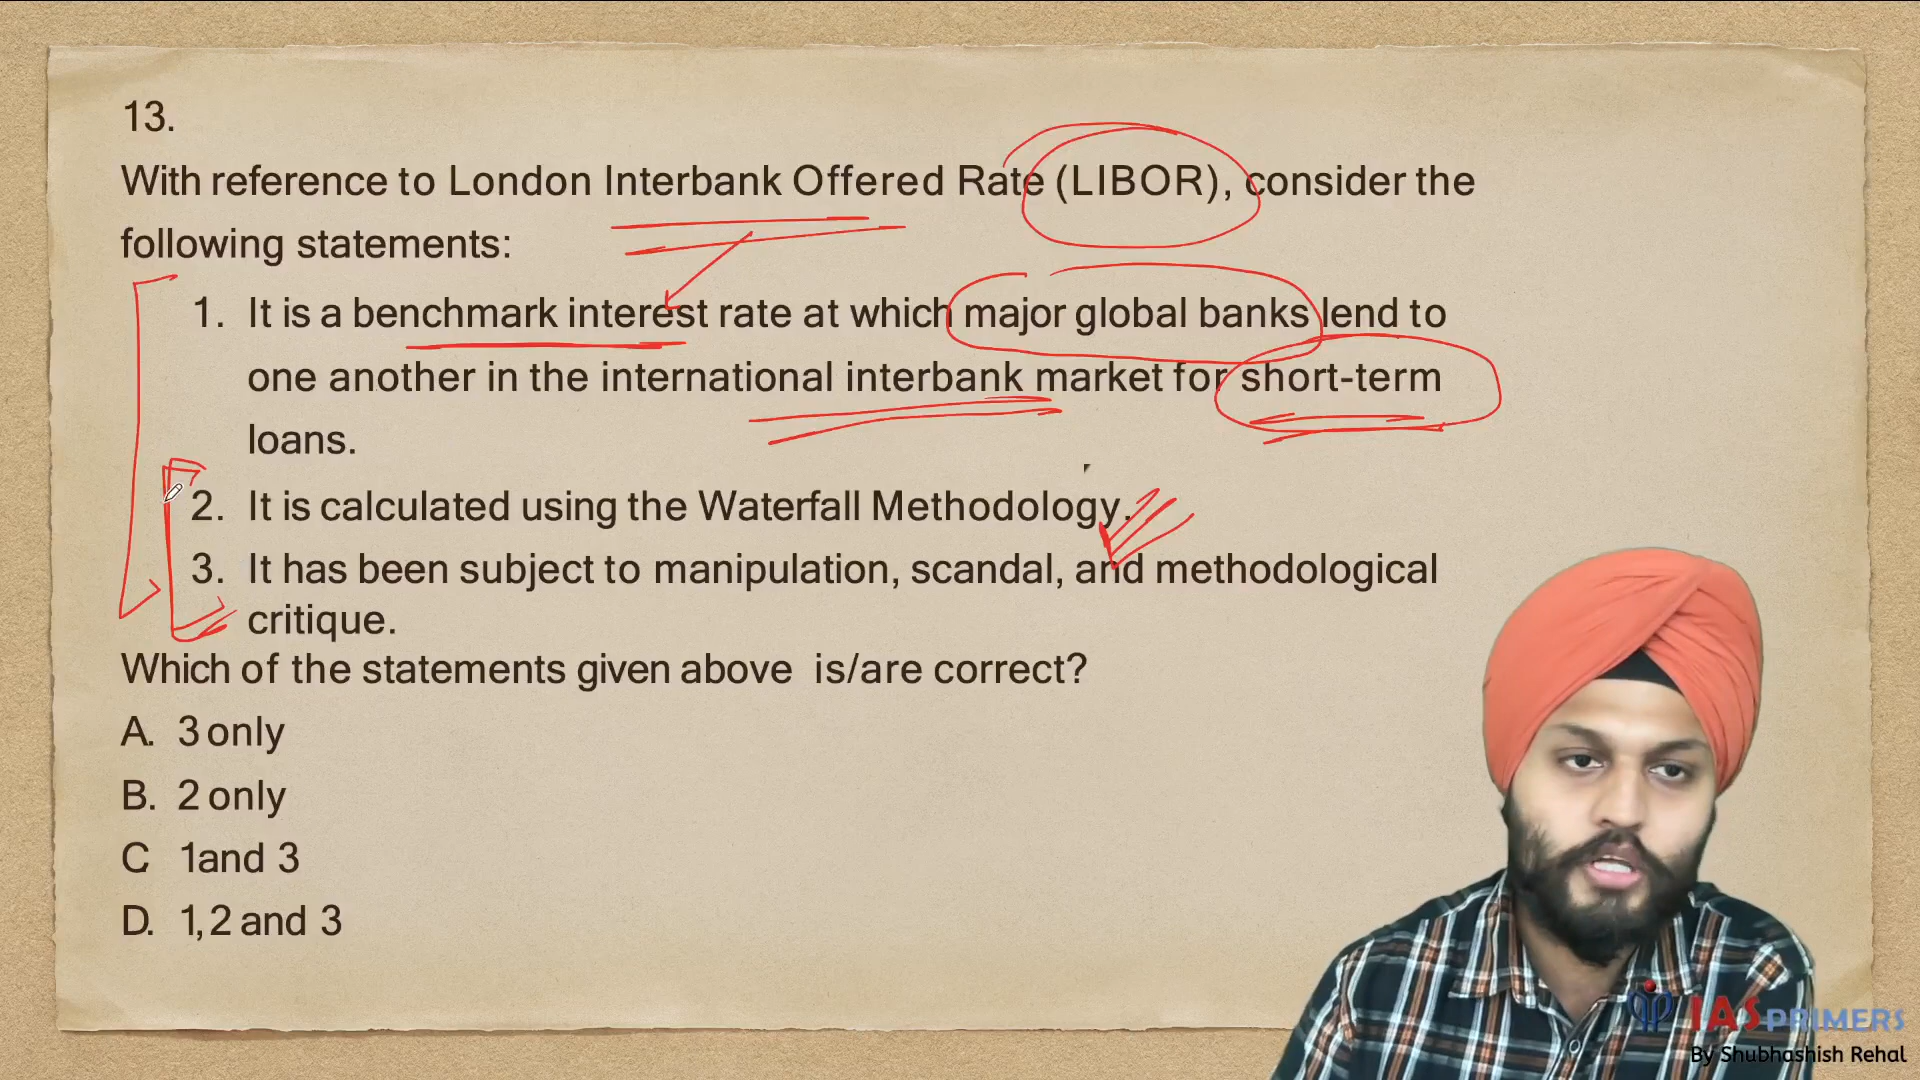 13.
With reference to London Interbank Offered Rate (LIBOR), consider the
following statements:
1. It is a benchmark interest rate at which major global banks lend to
one another in the international interbank market for short-term
loans.
2. It is calculated using the Waterfall Methodology.
3. It has been subject to manipulation, scandal, and methodological
critique.
Which of the statements given above is/are correct?
A. 3 only
B. 2 only
C 1and 3
D. 1,2 and 3
IAS PRIMERS
By Shubhashish Rehal